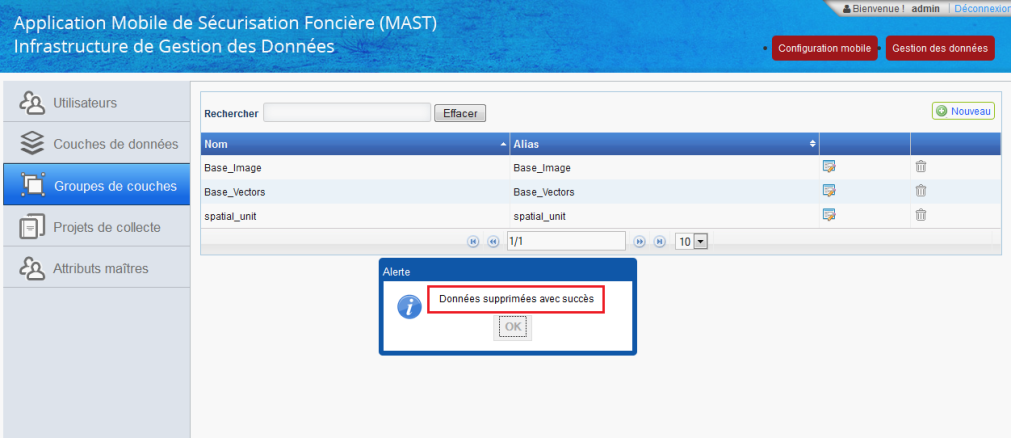 Application Mobile de Sécurisation Foncière (MAST)
Infrastructure de Gestion des Données
Bienvenue ! admin Déconnexion
Configuration mobile
Gestion des données
Utilisateurs
Couches de données
Groupes de couches
Projets de collecte
Attributs maîtres
Rechercher Effacer Nouveau
Nom Alias
Base_Image Base_Image
Base_Vectors Base_Vectors
spatial_unit spatial_unit
1/1 10
Alerte
Données supprimées avec succès
OK